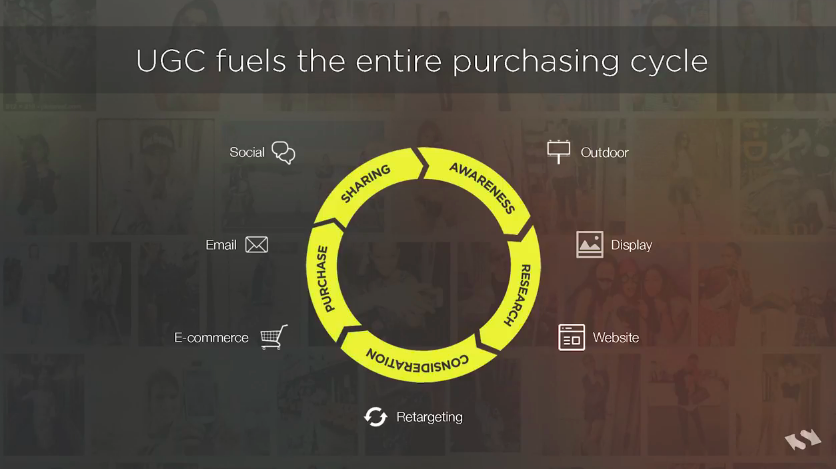 UGC fuels the entire purchasing cycle
Social
Outdoor
SHARING
AWARENESS
Email
Display
PURCHASE
RESEARCH
E-commerce
Website
CONSIDERATION
Retargeting